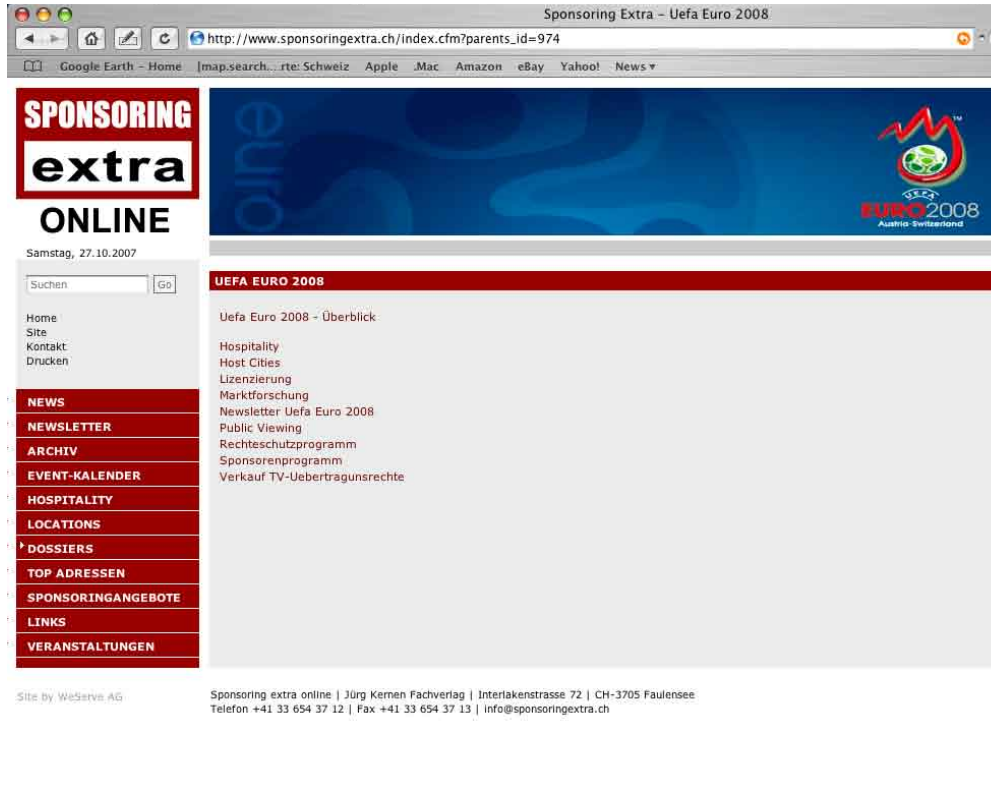 Sponsoring Extra – Uefa Euro 2008
http://www.sponsoringextra.ch/index.cfm?parents_id=974
Google Earth – Home [map.search....rte: Schweiz Apple .Mac Amazon eBay Yahoo! News
SPONSORING
extra
ONLINE
euro
TM
UEFA
EURO2008
Austria-Switzerland
Samstag, 27.10.2007
Suchen Go
Home
Site
Kontakt
Drucken
NEWS
NEWSLETTER
ARCHIV
EVENT-KALENDER
HOSPITALITY
LOCATIONS
DOSSIERS
TOP ADRESSEN
SPONSORINGANGEBOTE
LINKS
VERANSTALTUNGEN
UEFA EURO 2008
Uefa Euro 2008 - Überblick
Hospitality
Host Cities
Lizenzierung
Marktforschung
Newsletter Uefa Euro 2008
Public Viewing
Rechteschutzprogramm
Sponsorenprogramm
Verkauf TV-Uebertragunsrechte
Site by WeServe AG
Sponsoring extra online | Jürg Kernen Fachverlag | Interlakenstrasse 72 | CH-3705 Faulensee
Telefon +41 33 654 37 12 | Fax +41 33 654 37 13 | info@sponsoringextra.ch